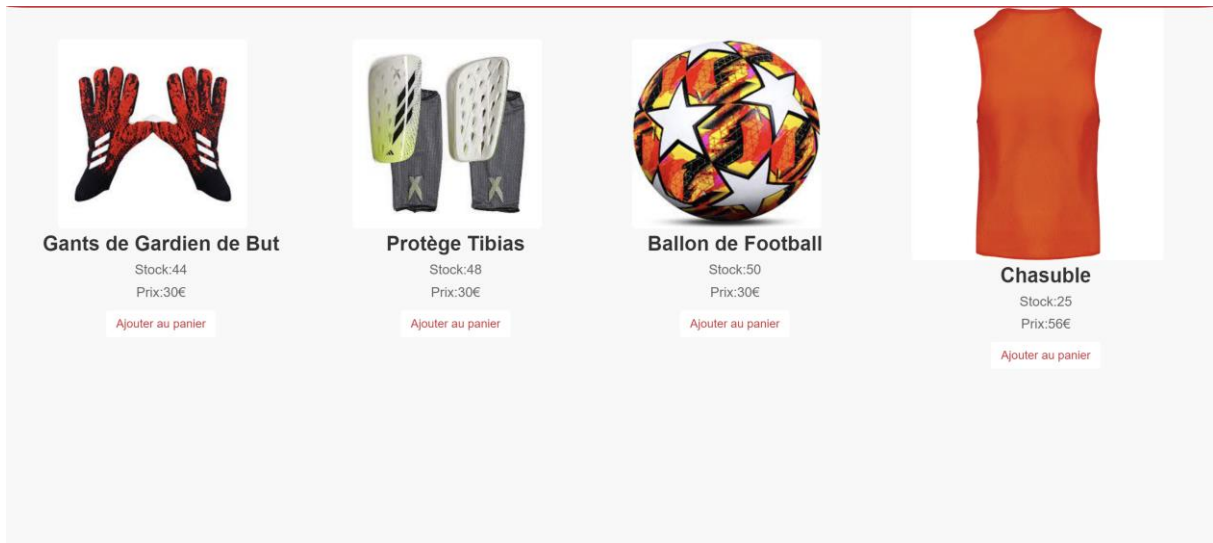 Gants de Gardien de But
Stock:44
Prix:30€
Ajouter au panier
Protège Tibias
Stock:48
Prix:30€
Ajouter au panier
Ballon de Football
Stock:50
Prix:30€
Ajouter au panier
Chasuble
Stock:25
Prix:56€
Ajouter au panier